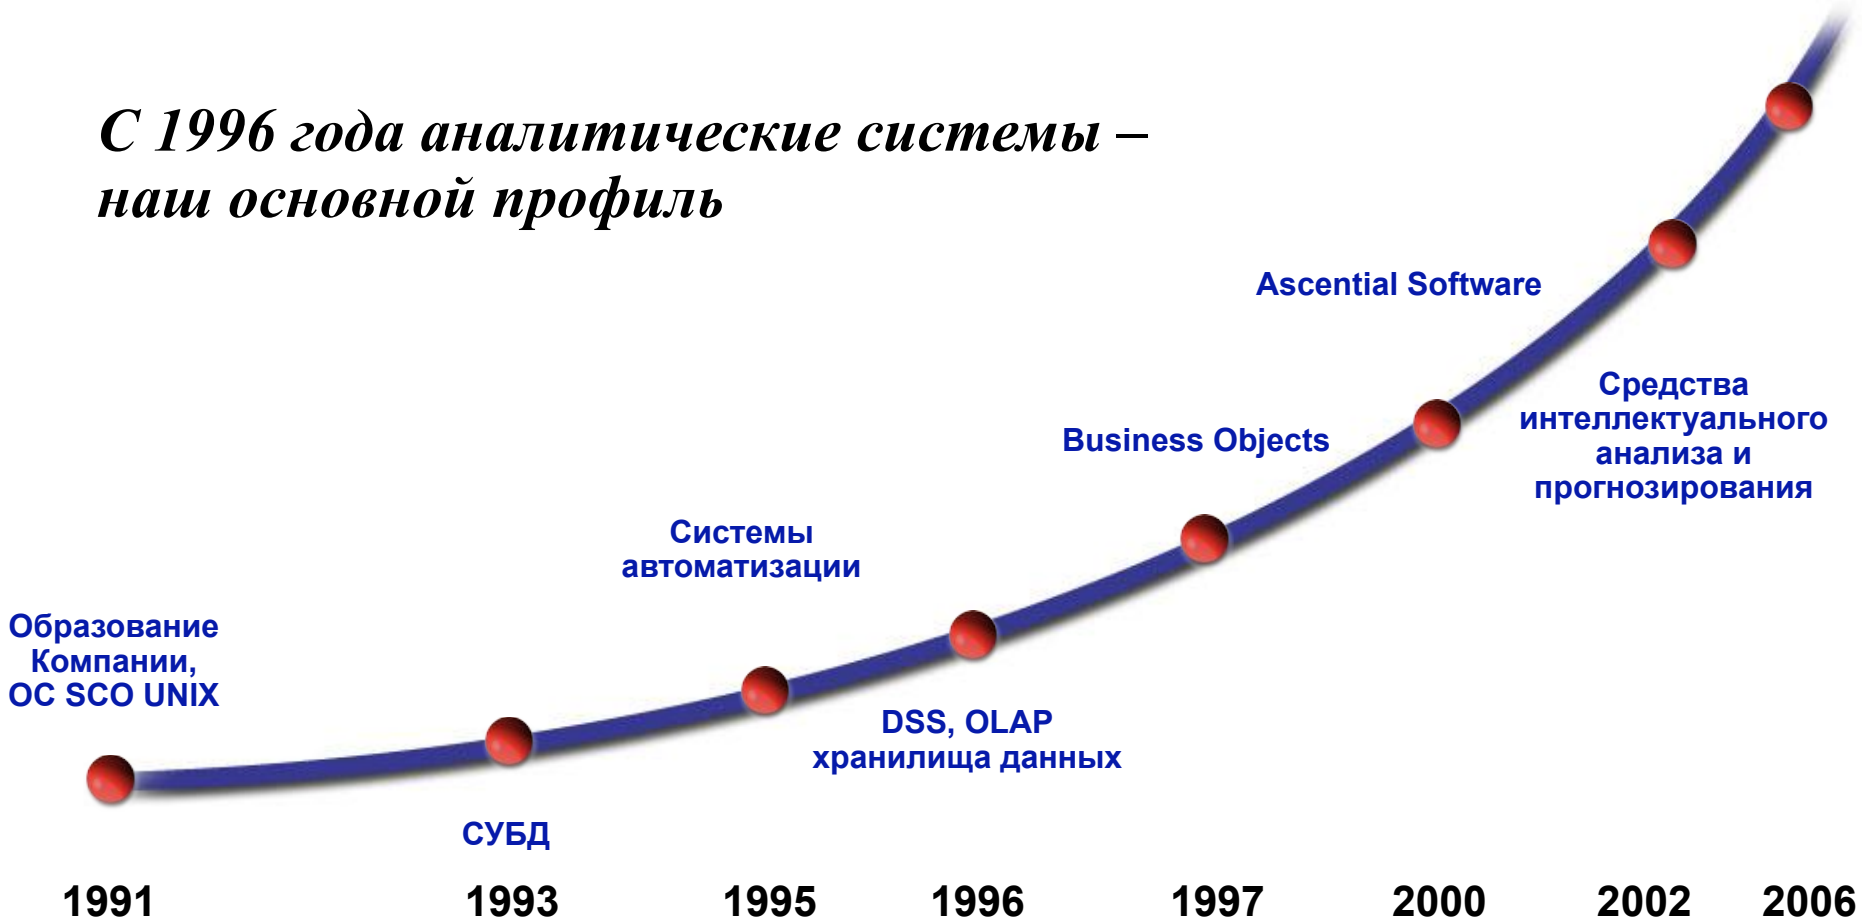 С 1996 года аналитические системы –
наш основной профиль
Ascential Software
Средства
интеллектуального
анализа и
прогнозирования
Business Objects
Системы
автоматизации
Образование
Компании,
ОС SCO UNIX
DSS, OLAP
хранилища данных
СУБД
1991 1993 1995 1996 1997 2000 2002 2006